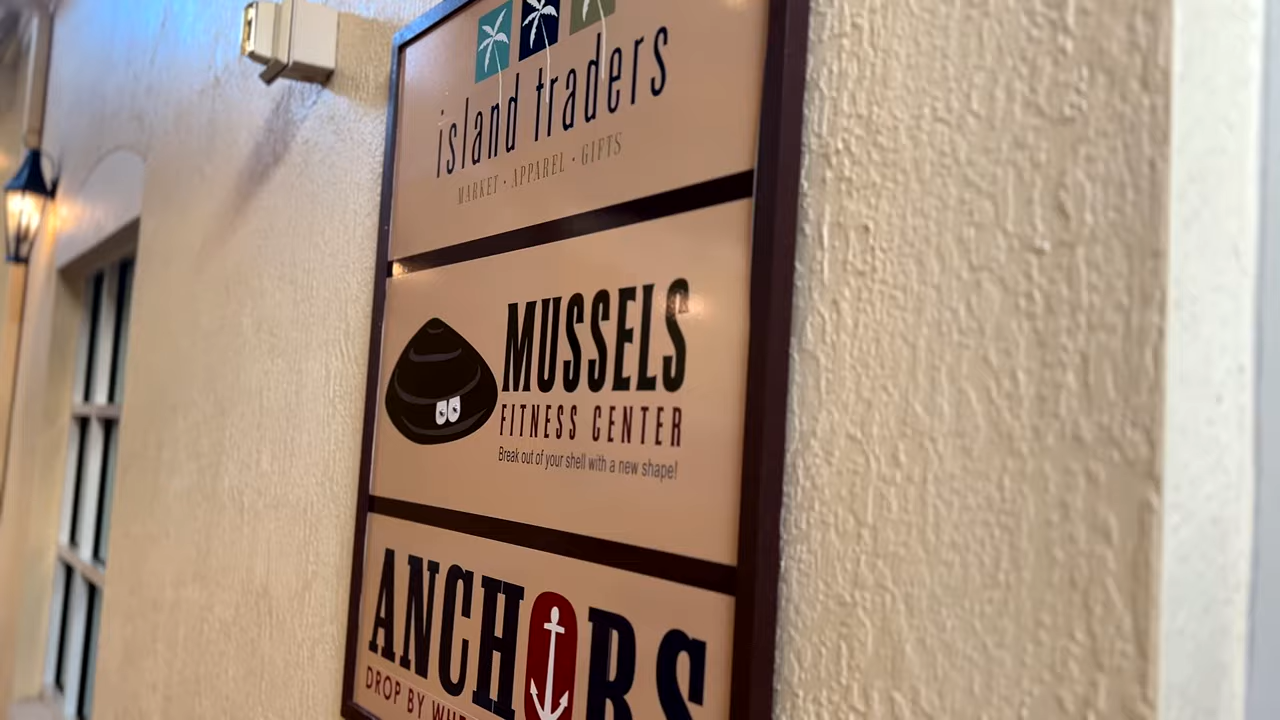 island traders
MARKET • APPAREL • GIFTS
MUSSELS
FITNESS CENTER
Break out of your shell with a new shape!
ANCHORS
DROP BY